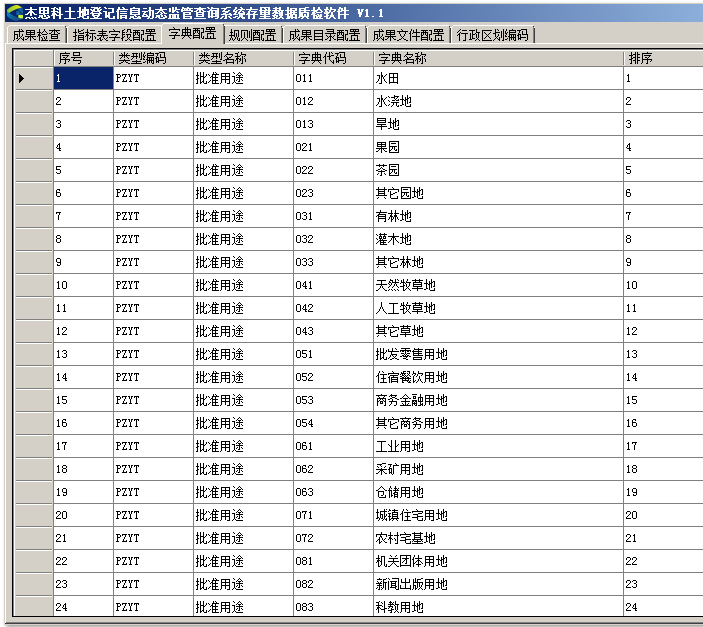 杰思科土地登记信息动态监管查询系统存量数据质检软件 V1.1
成果检查 指标表字段配置 字典配置 规则配置 成果目录配置 成果文件配置 行政区划编码
序号 类型编码 类型名称 字典代码 字典名称 排序
1 PZYT 批准用途 011 水田 1
2 PZYT 批准用途 012 水浇地 2
3 PZYT 批准用途 013 旱地 3
4 PZYT 批准用途 021 果园 4
5 PZYT 批准用途 022 茶园 5
6 PZYT 批准用途 023 其它园地 6
7 PZYT 批准用途 031 有林地 7
8 PZYT 批准用途 032 灌木地 8
9 PZYT 批准用途 033 其它林地 9
10 PZYT 批准用途 041 天然牧草地 10
11 PZYT 批准用途 042 人工牧草地 11
12 PZYT 批准用途 043 其它草地 12
13 PZYT 批准用途 051 批发零售用地 13
14 PZYT 批准用途 052 住宿餐饮用地 14
15 PZYT 批准用途 053 商务金融用地 15
16 PZYT 批准用途 054 其它商务用地 16
17 PZYT 批准用途 061 工业用地 17
18 PZYT 批准用途 062 采矿用地 18
19 PZYT 批准用途 063 仓储用地 19
20 PZYT 批准用途 071 城镇住宅用地 20
21 PZYT 批准用途 072 农村宅基地 21
22 PZYT 批准用途 081 机关团体用地 22
23 PZYT 批准用途 082 新闻出版用地 23
24 PZYT 批准用途 083 科教用地 24